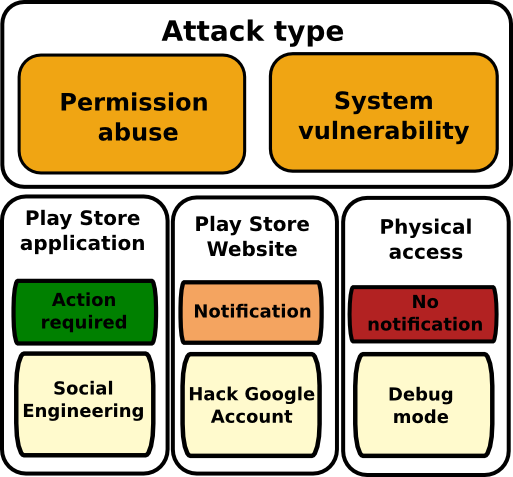 Attack type
Permission
abuse
System
vulnerability
Play Store
application
Action
required
Social
Engineering
Play Store
Website
Notification
Hack Google
Account
Physical
access
No
notification
Debug
mode